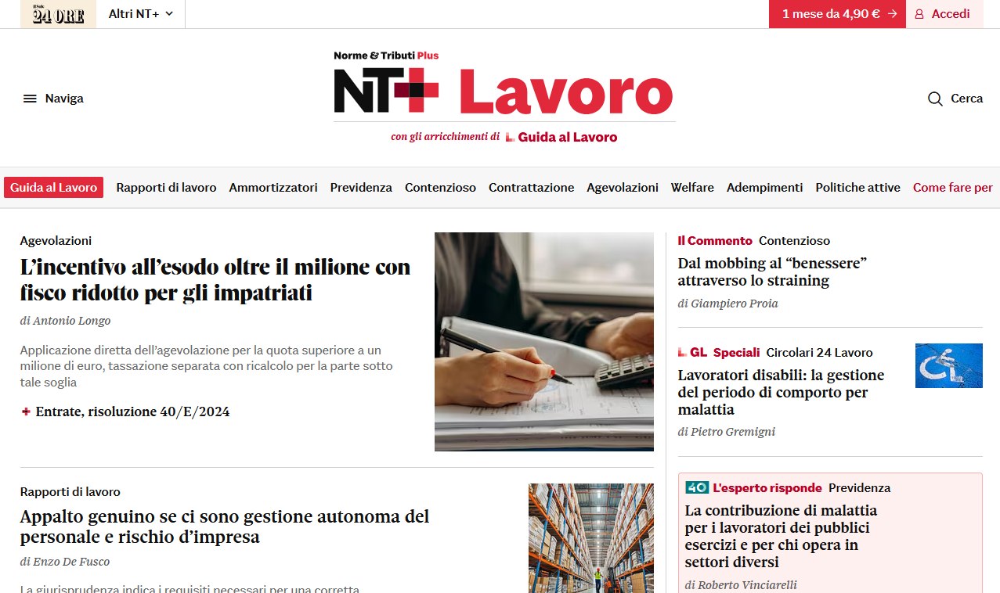 il Sole
24 ORE
Altri NT+
1 mese da 4,90 € →
Accedi
Naviga
Norme & Tributi Plus
NT+ Lavoro
con gli arricchimenti di L Guida al Lavoro
Cerca
Guida al Lavoro Rapporti di lavoro Ammortizzatori Previdenza Contenzioso Contrattazione Agevolazioni Welfare Adempimenti Politiche attive Come fare per
Agevolazioni
L’incentivo all’esodo oltre il milione con
fisco ridotto per gli impatriati
di Antonio Longo
Applicazione diretta dell’agevolazione per la quota superiore a un
milione di euro, tassazione separata con ricalcolo per la parte sotto
tale soglia
+ Entrate, risoluzione 40/E/2024
Rapporti di lavoro
Appalto genuino se ci sono gestione autonoma del
personale e rischio d’impresa
di Enzo De Fusco
La giurisprudenza indica i requisiti necessari per una corretta
Il Commento Contenzioso
Dal mobbing al “benessere”
attraverso lo straining
di Giampiero Proia
L GL Speciali Circolari 24 Lavoro
Lavoratori disabili: la gestione
del periodo di comporto per
malattia
di Pietro Gremigni
40 L'esperto risponde Previdenza
La contribuzione di malattia
per i lavoratori dei pubblici
esercizi e per chi opera in
settori diversi
di Roberto Vinciarelli